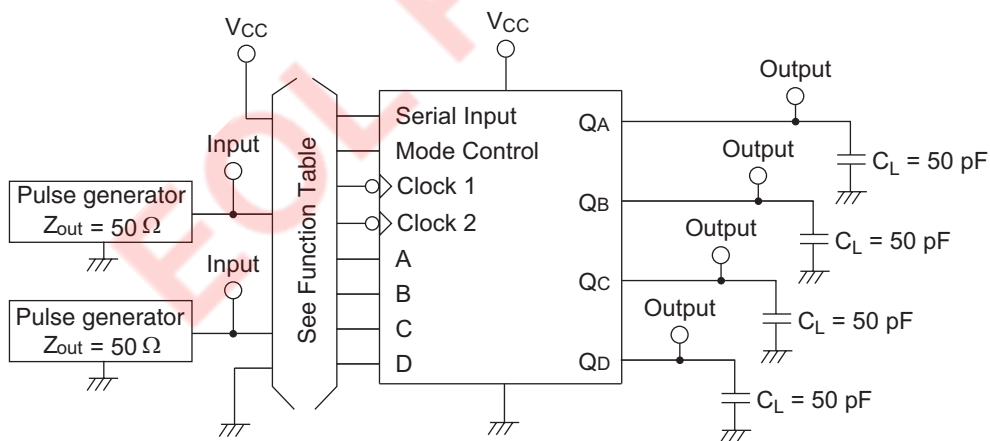 VCC
VCC
Output
Serial Input
QA
Input
Mode Control
Output
CL = 50 pF
Pulse generator
Zout = 50 Ω
Clock 1
QB
Clock 2
Output
CL = 50 pF
Input
A
See Function Table
B
QC
Pulse generator
Zout = 50 Ω
Output
C
CL = 50 pF
D
QD
CL = 50 pF
EOL